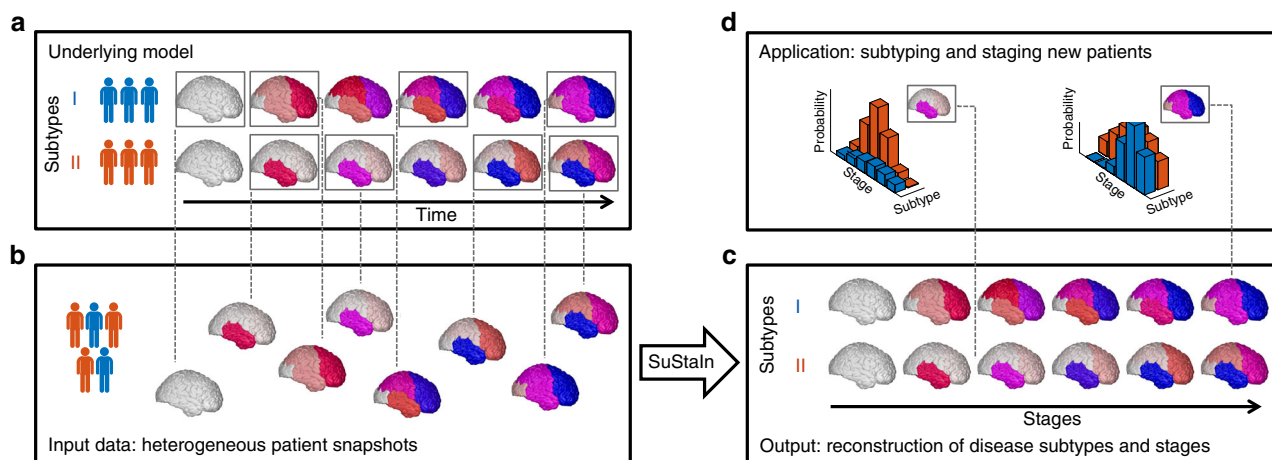 a
Underlying model
Subtypes
I
II
Time
b
Input data: heterogeneous patient snapshots
SuStaIn
d
Application: subtyping and staging new patients
Probability
Stage
Subtype
Probability
Stage
Subtype
c
Subtypes
I
II
Stages
Output: reconstruction of disease subtypes and stages